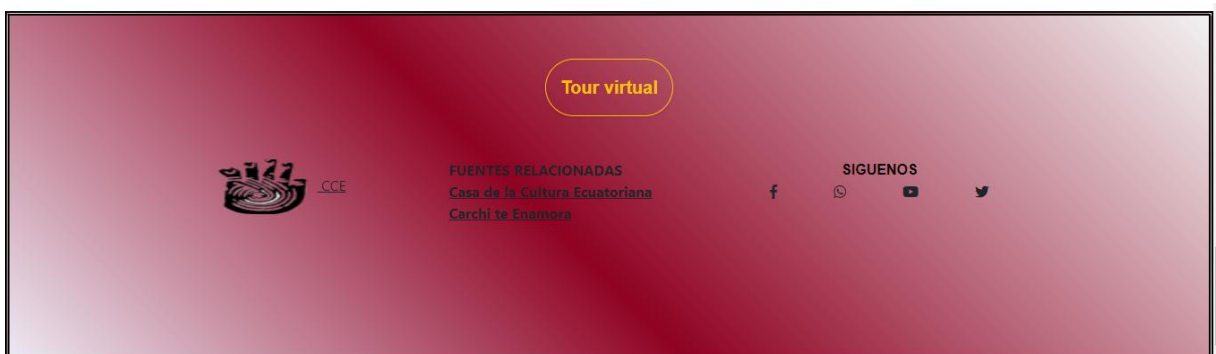 Tour virtual
CCE
FUENTES RELACIONADAS
Casa de la Cultura Ecuatoriana
Carchi te Enamora
SIGUENOS